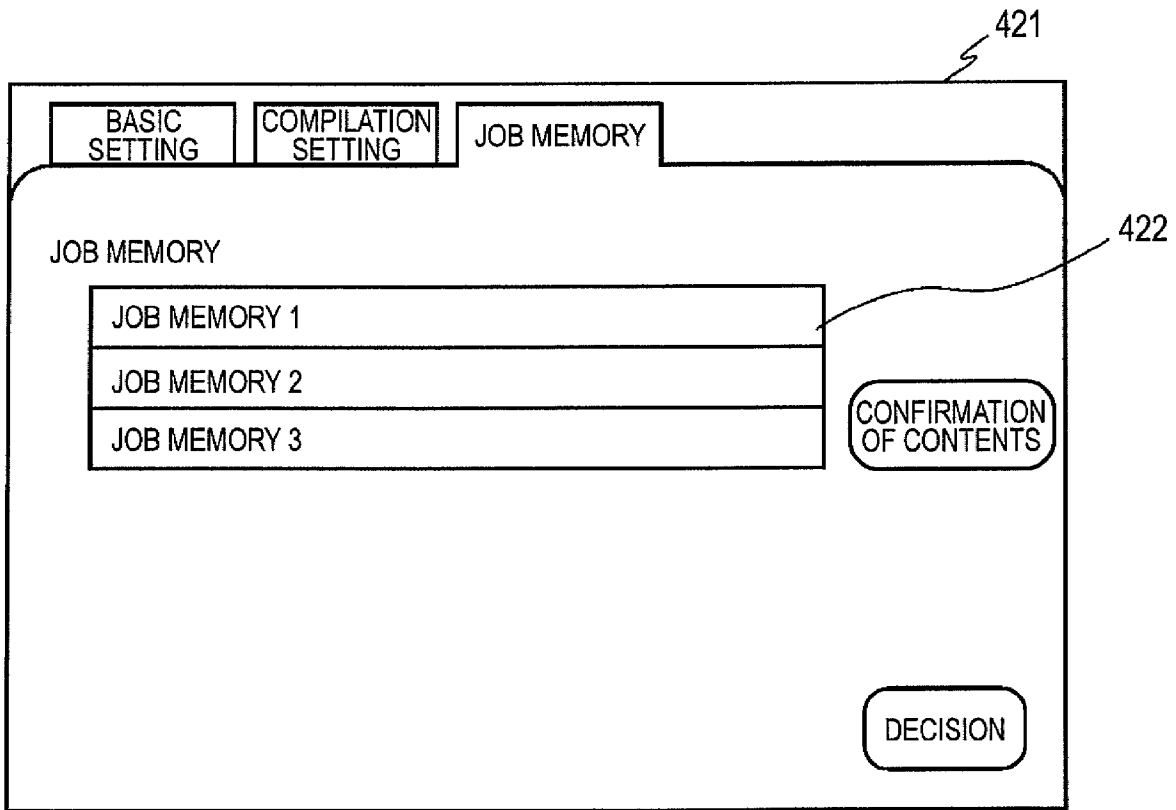 421
BASIC
SETTING
COMPILATION
SETTING
JOB MEMORY
422
JOB MEMORY
JOB MEMORY 1
JOB MEMORY 2
JOB MEMORY 3
CONFIRMATION
OF CONTENTS
DECISION